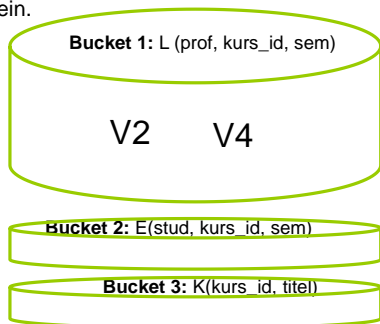 ein.
Bucket 1: L (prof, kurs_id, sem)
V2 V4
Bucket 2: E(stud, kurs_id, sem)
Bucket 3: K(kurs_id, titel)